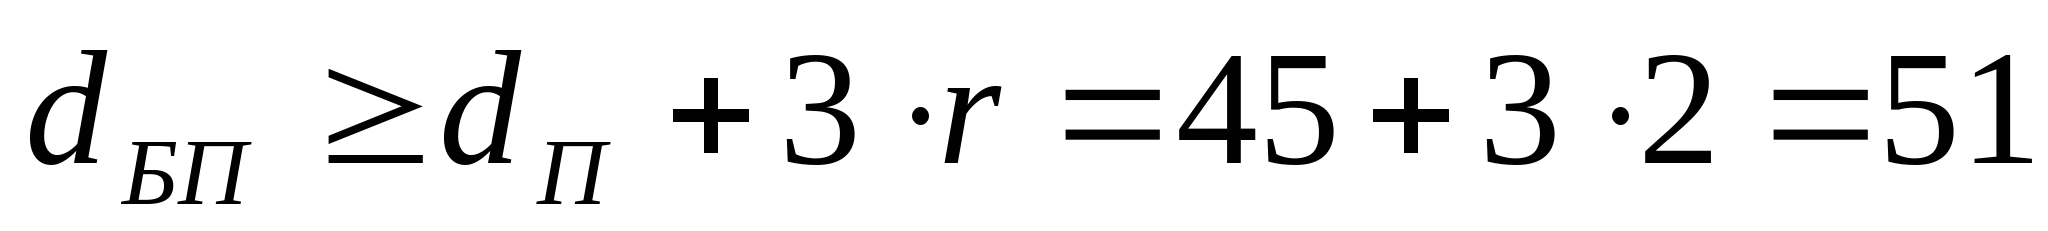 d_БП ≥ d_П + 3 · r = 45 + 3 · 2 = 51